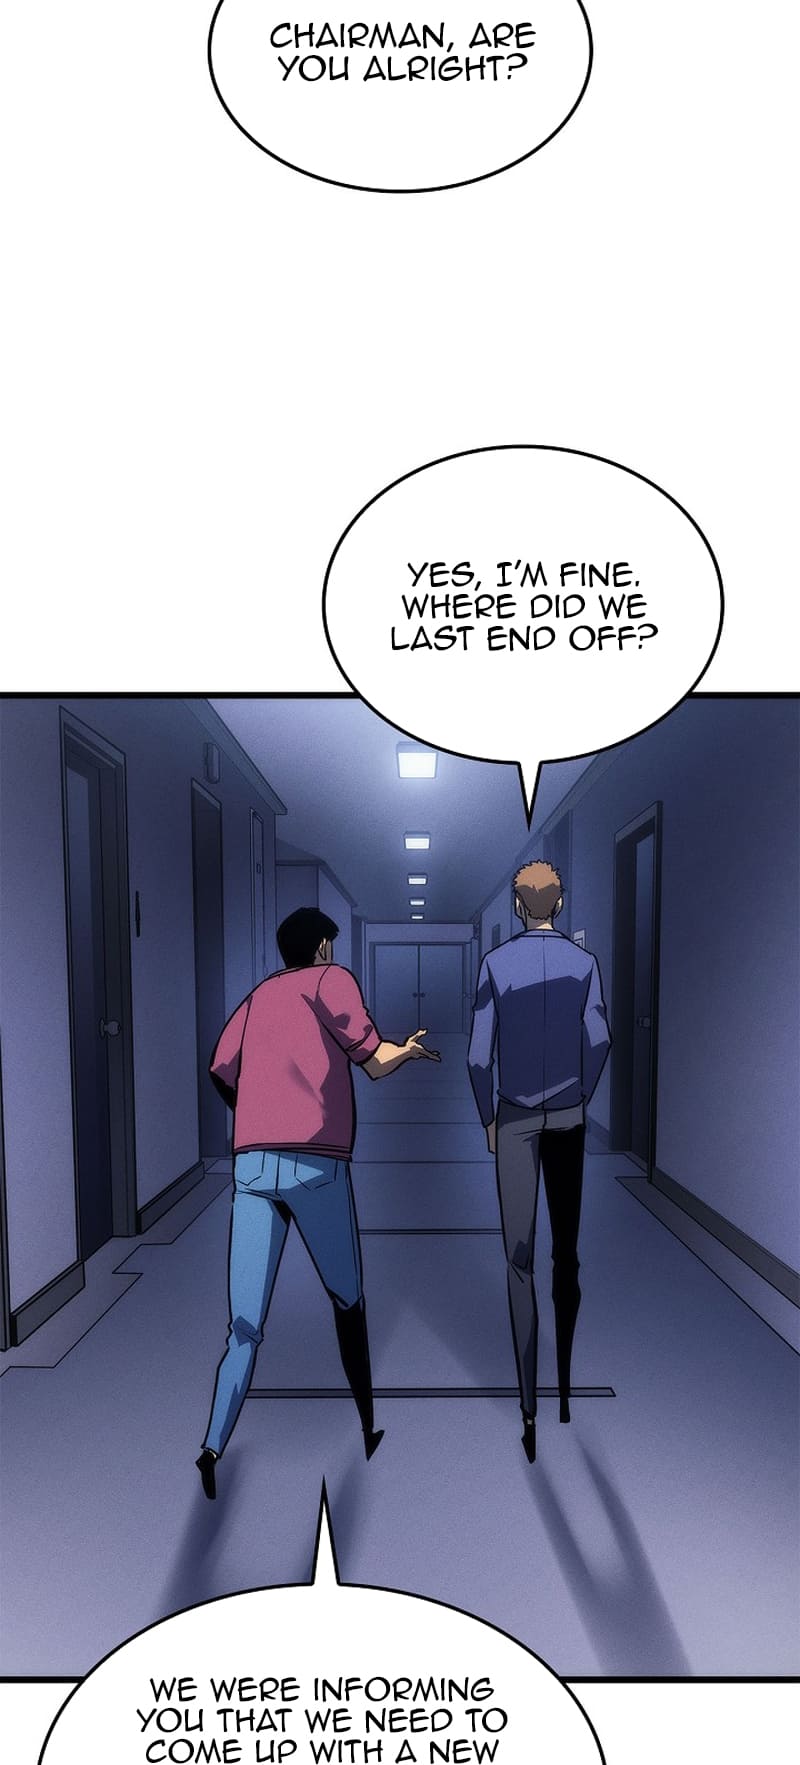 CHAIRMAN, ARE
YOU ALRIGHT?
YES, I'M FINE.
WHERE DID WE
LAST END OFF?
WE WERE INFORMING
YOU THAT WE NEED TO
COME UP WITH A NEW